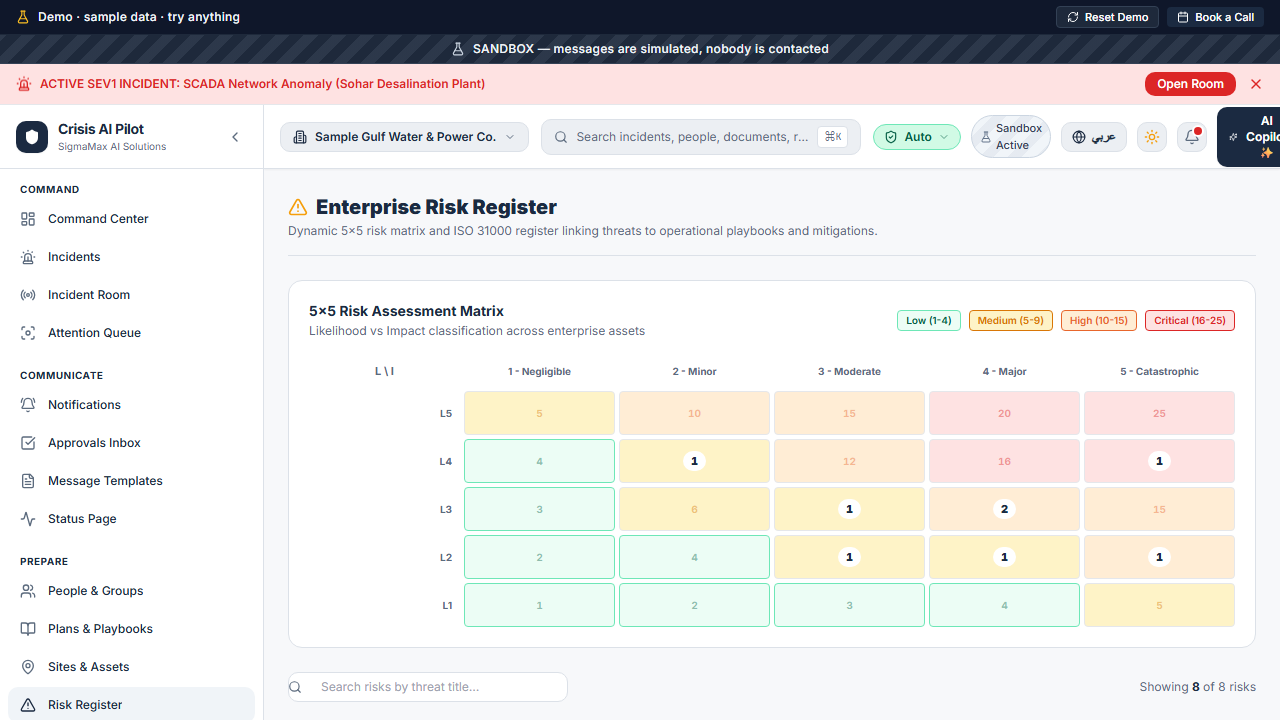 Demo · sample data · try anything
Reset Demo
Book a Call
SANDBOX — messages are simulated, nobody is contacted
ACTIVE SEV1 INCIDENT: SCADA Network Anomaly (Sohar Desalination Plant)
Open Room
Crisis AI Pilot
SigmaMax AI Solutions
Sample Gulf Water & Power Co.
Search incidents, people, documents, r...
⌘K
Auto
Sandbox
Active
عربي
AI
Copilo
COMMAND
Command Center
Incidents
Incident Room
Attention Queue
COMMUNICATE
Notifications
Approvals Inbox
Message Templates
Status Page
PREPARE
People & Groups
Plans & Playbooks
Sites & Assets
Risk Register
Enterprise Risk Register
Dynamic 5×5 risk matrix and ISO 31000 register linking threats to operational playbooks and mitigations.
5×5 Risk Assessment Matrix
Likelihood vs Impact classification across enterprise assets
Low (1-4)
Medium (5-9)
High (10-15)
Critical (16-25)
L \ I 1 - Negligible 2 - Minor 3 - Moderate 4 - Major 5 - Catastrophic
L5 5 10 15 20 25
L4 4 1 12 16 1
L3 3 6 1 2 15
L2 2 4 1 1 1
L1 1 2 3 4 5
Search risks by threat title...
Showing 8 of 8 risks